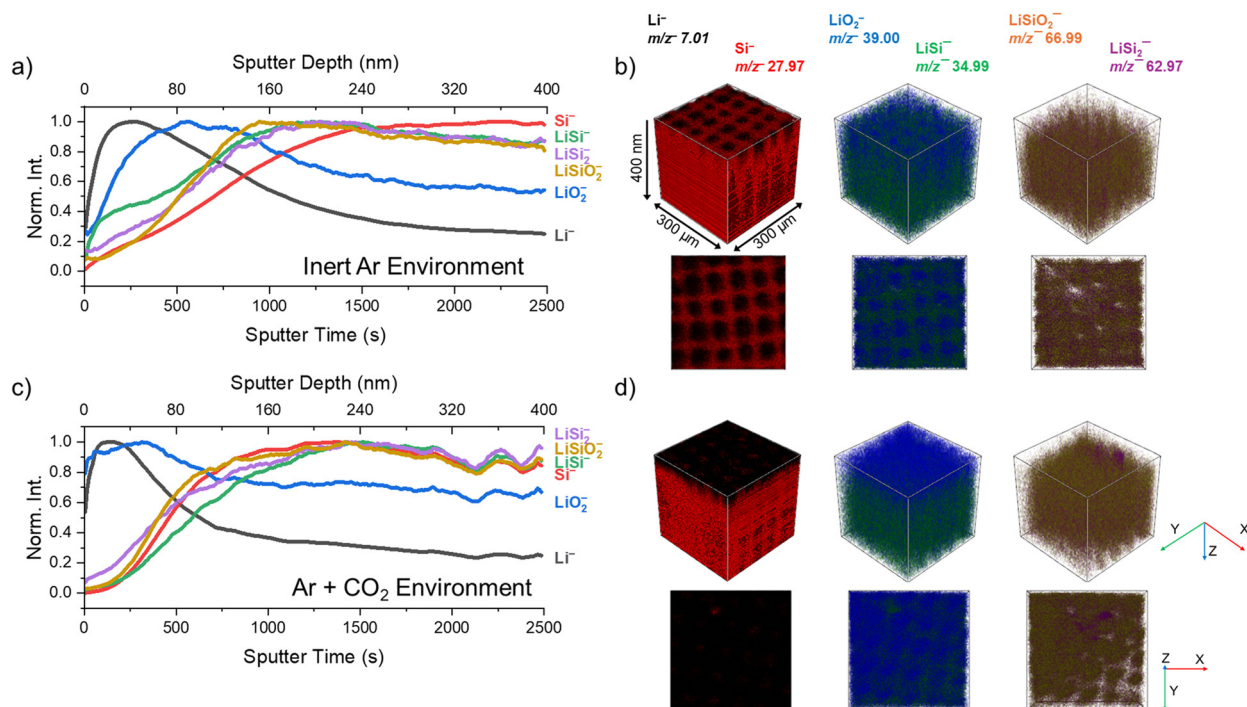 a)
Sputter Depth (nm)
0 80 160 240 320 400
1.0
0.8
0.6
0.4
0.2
0.0
Norm. Int.
Si⁻
LiSi⁻
LiSi₂⁻
LiSiO₂⁻
LiO₂⁻
Li⁻
Inert Ar Environment
0 500 1000 1500 2000 2500
Sputter Time (s)
b)
Li⁻
m/z⁻ 7.01
Si⁻
m/z⁻ 27.97
LiO₂⁻
m/z⁻ 39.00
LiSi⁻
m/z⁻ 34.99
LiSiO₂⁻
m/z⁻ 66.99
LiSi₂⁻
m/z⁻ 62.97
400 nm
300 µm
300 µm
c)
Sputter Depth (nm)
0 80 160 240 320 400
1.0
0.8
0.6
0.4
0.2
0.0
Norm. Int.
LiSi₂⁻
LiSiO₂⁻
LiSi⁻
Si⁻
LiO₂⁻
Li⁻
Ar + CO₂ Environment
0 500 1000 1500 2000 2500
Sputter Time (s)
d)
Y X
Z
Z X
Y